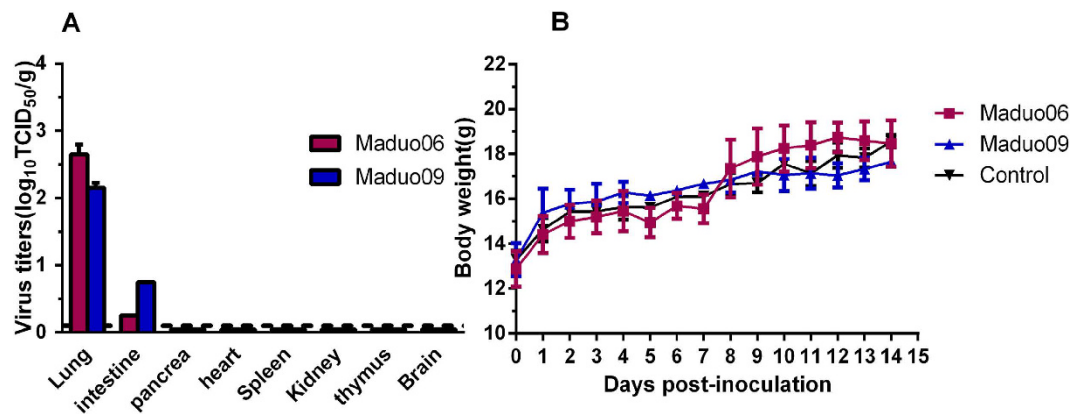 A
Virus titers(log10 TCID50/g)
4
3
2
1
0
Lung
intestine
pancrea
heart
Spleen
Kidney
thymus
Brain
Maduo06
Maduo09
B
Body weight(g)
22
20
18
16
14
12
10
0 1 2 3 4 5 6 7 8 9 10 11 12 13 14 15
Days post-inoculation
Maduo06
Maduo09
Control